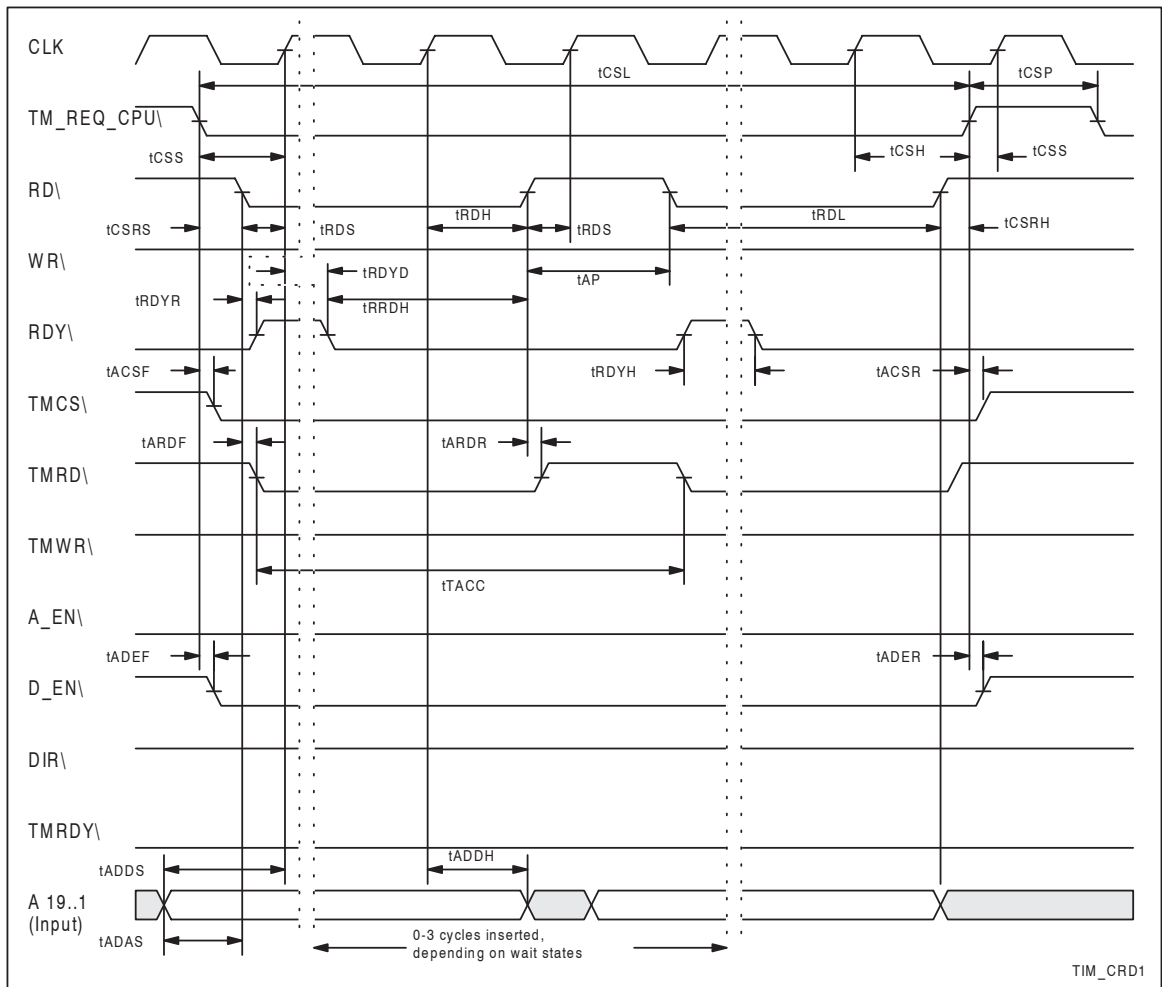 CLK
tCSL
tCSP
TM_REQ_CPU\
tCSS
tCSH
tCSS
RD\
tRDH
tRDL
tCSRS
tRDS
tRDS
tCSRH
WR\
tRDYD
tAP
tRDYR
tRRDH
RDY\
tACSF
tRDYH
tACSR
TMCS\
tARDF
tARDR
TMRD\
TMWR\
tTACC
A_EN\
tADEF
tADER
D_EN\
DIR\
TMRDY\
tADDS
tADDH
A 19..1
(Input)
tADAS
0-3 cycles inserted,
depending on wait states
TIM_CRD1